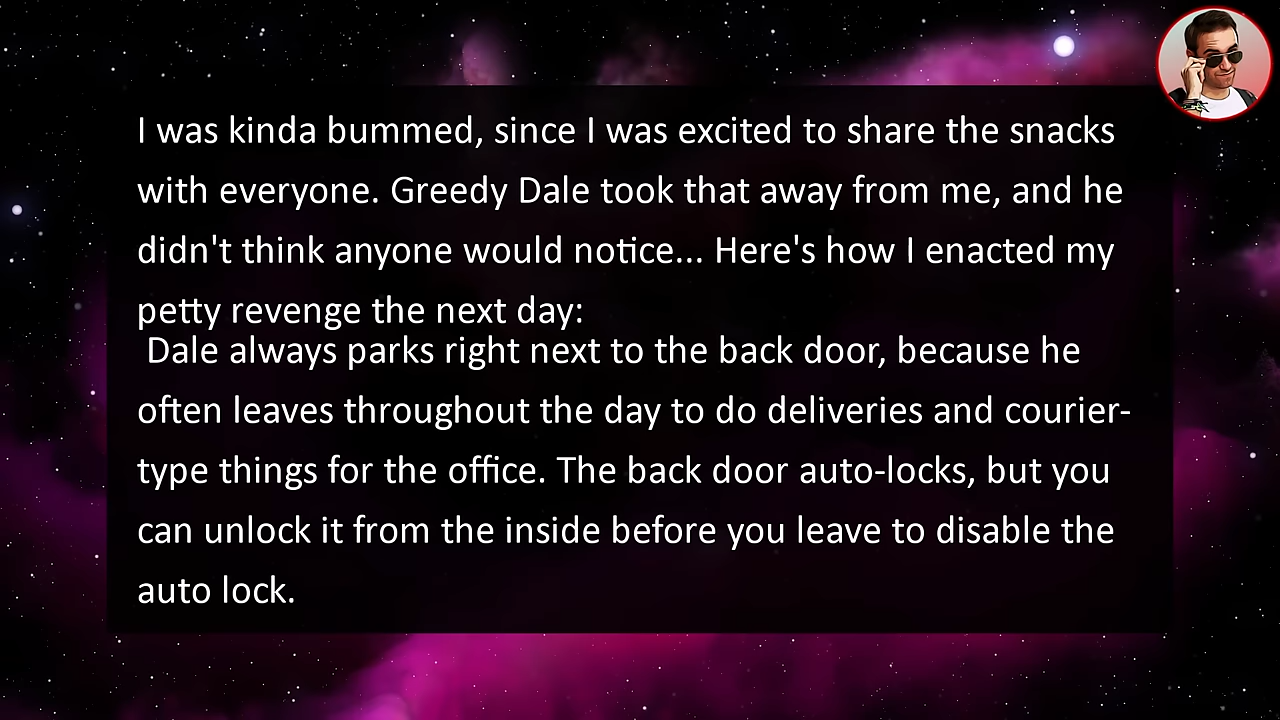 I was kinda bummed, since I was excited to share the snacks
with everyone. Greedy Dale took that away from me, and he
didn't think anyone would notice... Here's how I enacted my
petty revenge the next day:
Dale always parks right next to the back door, because he
often leaves throughout the day to do deliveries and courier-
type things for the office. The back door auto-locks, but you
can unlock it from the inside before you leave to disable the
auto lock.